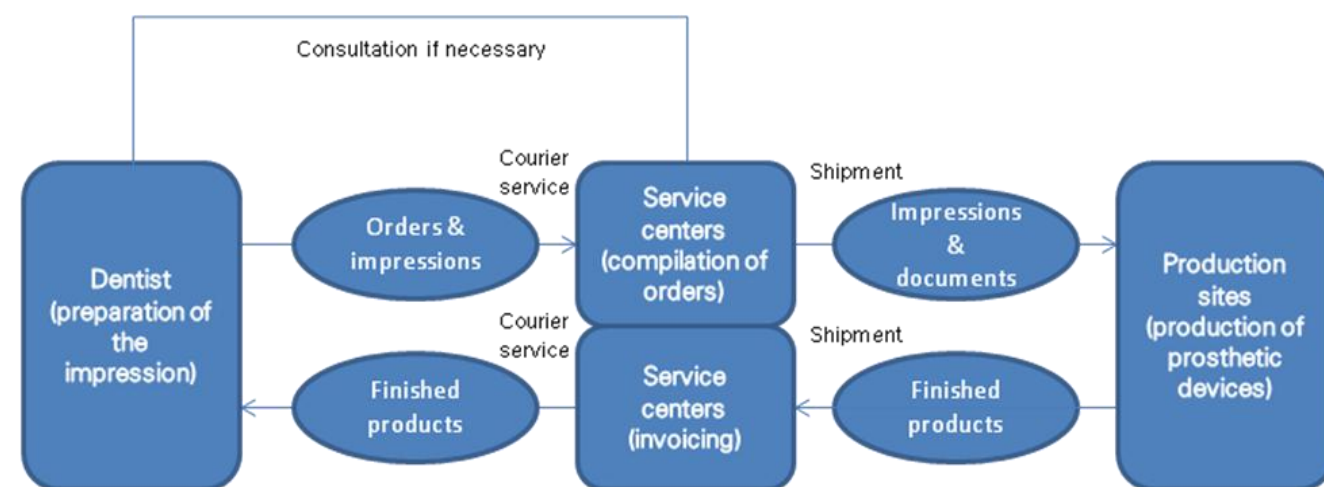 Consultation if necessary
Courier
service
Shipment
Dentist
(preparation of
the
impression)
Orders &
impressions
Service
centers
(compilation of
orders)
Impressions
&
documents
Production
sites
(production of
prosthetic
devices)
Courier
service
Shipment
Finished
products
Service
centers
(invoicing)
Finished
products